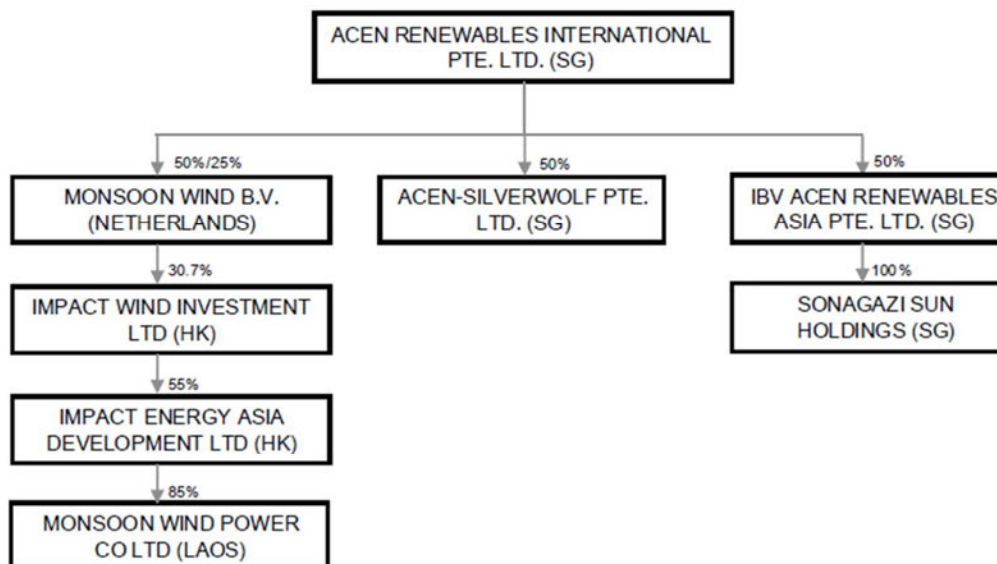 ACEN RENEWABLES INTERNATIONAL
PTE. LTD. (SG)
50%/25%
50%
50%
MONSOON WIND B.V.
(NETHERLANDS)
ACEN-SILVERWOLF PTE.
LTD. (SG)
IBV ACEN RENEWABLES
ASIA PTE. LTD. (SG)
30.7%
100%
IMPACT WIND INVESTMENT
LTD (HK)
SONAGAZI SUN
HOLDINGS (SG)
55%
IMPACT ENERGY ASIA
DEVELOPMENT LTD (HK)
85%
MONSOON WIND POWER
CO LTD (LAOS)